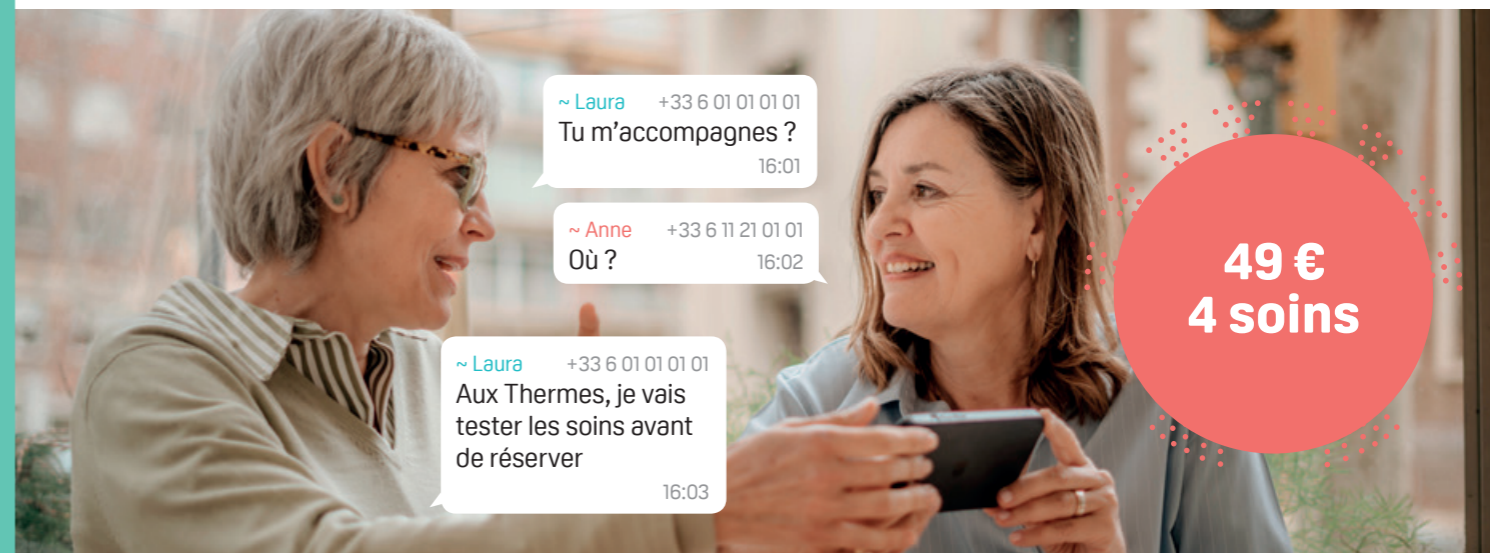 ~ Laura +33 6 01 01 01 01
Tu m'accompagnes ?
16:01
~ Anne +33 6 11 21 01 01
Où ? 16:02
~ Laura +33 6 01 01 01 01
Aux Thermes, je vais
tester les soins avant
de réserver
16:03
49 €
4 soins